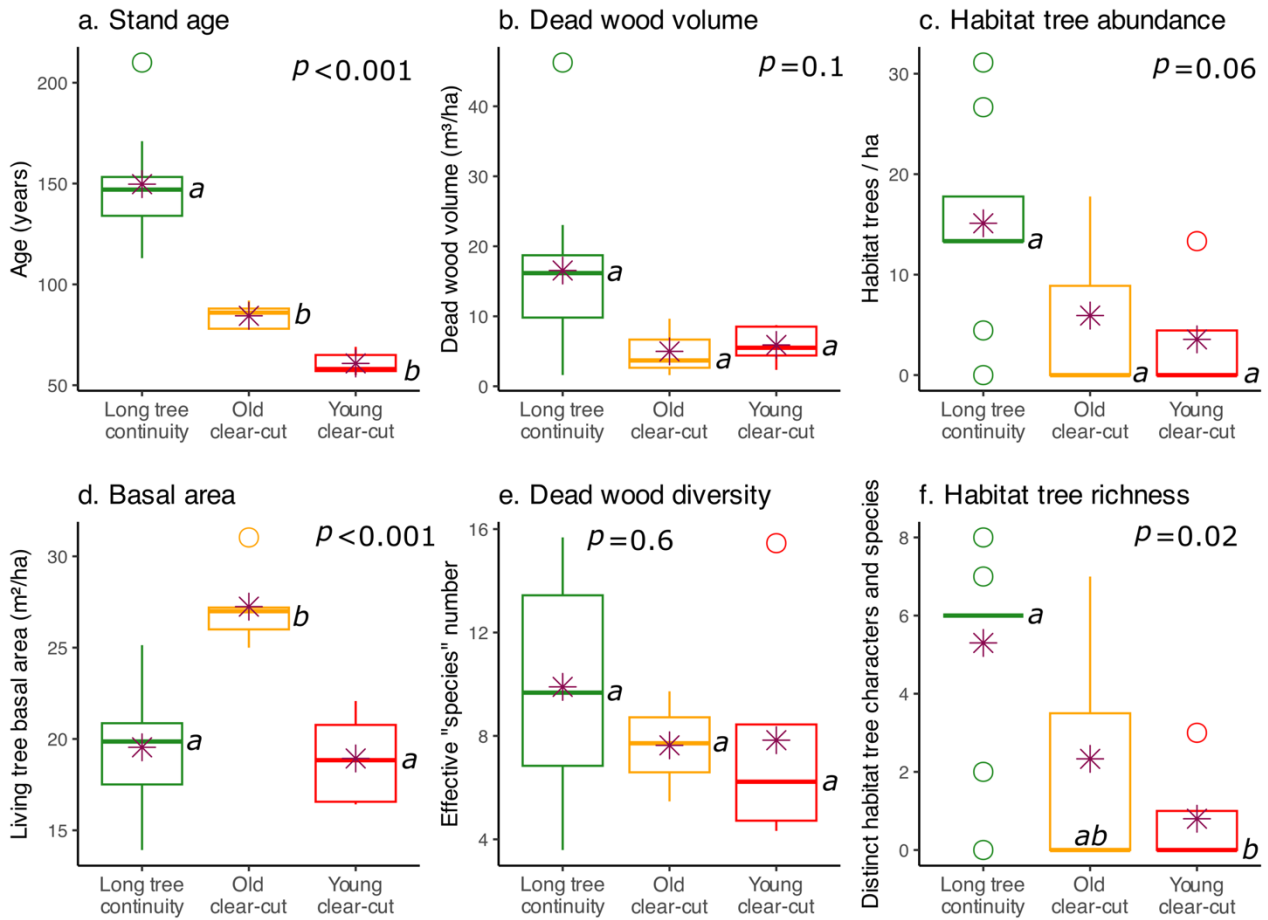 a. Stand age
p<0.001
Age (years)
200
150
100
50
a
b
b
Long tree
continuity
Old
clear-cut
Young
clear-cut
b. Dead wood volume
p=0.1
Dead wood volume (m³/ha)
40
30
20
10
0
a
a
a
Long tree
continuity
Old
clear-cut
Young
clear-cut
c. Habitat tree abundance
p=0.06
Habitat trees / ha
30
20
10
0
a
a
a
Long tree
continuity
Old
clear-cut
Young
clear-cut
d. Basal area
p<0.001
Living tree basal area (m²/ha)
30
25
20
15
a
b
a
Long tree
continuity
Old
clear-cut
Young
clear-cut
e. Dead wood diversity
p=0.6
Effective "species" number
16
12
8
4
a
a
a
Long tree
continuity
Old
clear-cut
Young
clear-cut
f. Habitat tree richness
p=0.02
Distinct habitat tree characters and species
8
6
4
2
0
a
ab
b
Long tree
continuity
Old
clear-cut
Young
clear-cut